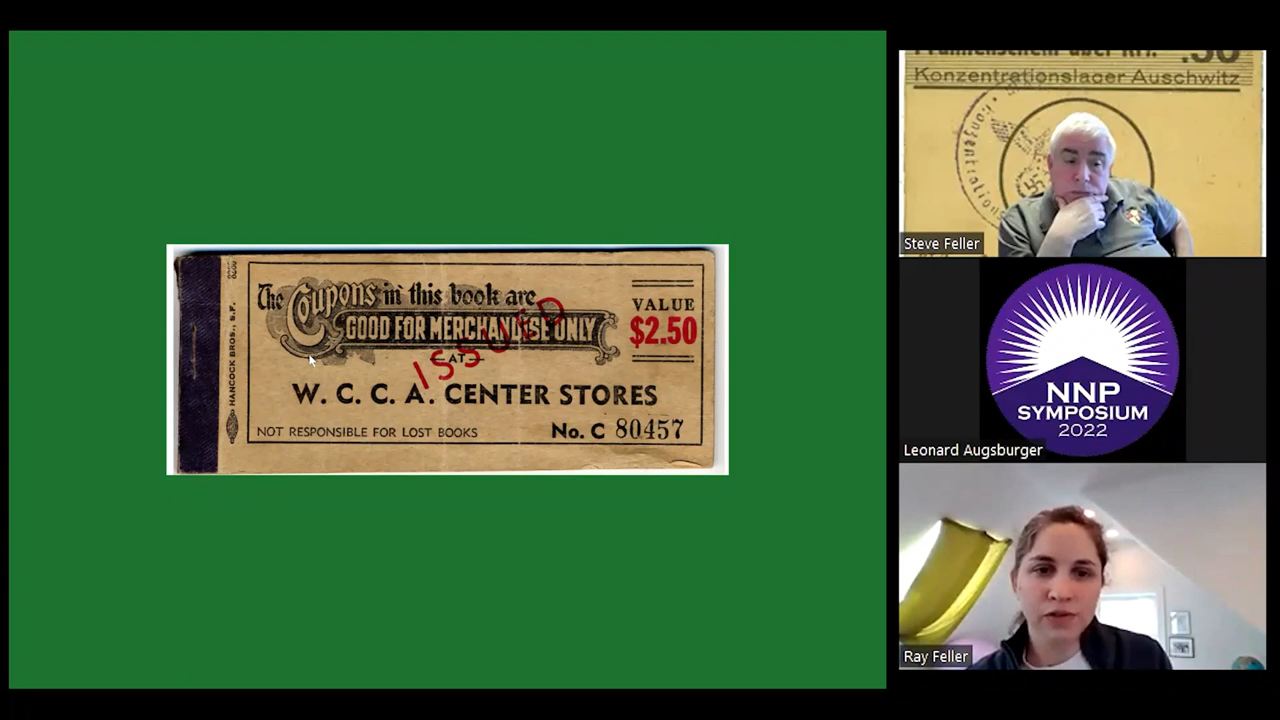 The Coupons in this book are
GOOD FOR MERCHANDISE ONLY
AT
W. C. C. A. CENTER STORES
NOT RESPONSIBLE FOR LOST BOOKS
No. C 80457
VALUE
$2.50
ISSUED
HANCOCK BROS., S.F.
.50
Konzentrationslager Auschwitz
Steve Feller
NNP
SYMPOSIUM
2022
Leonard Augsburger
Ray Feller